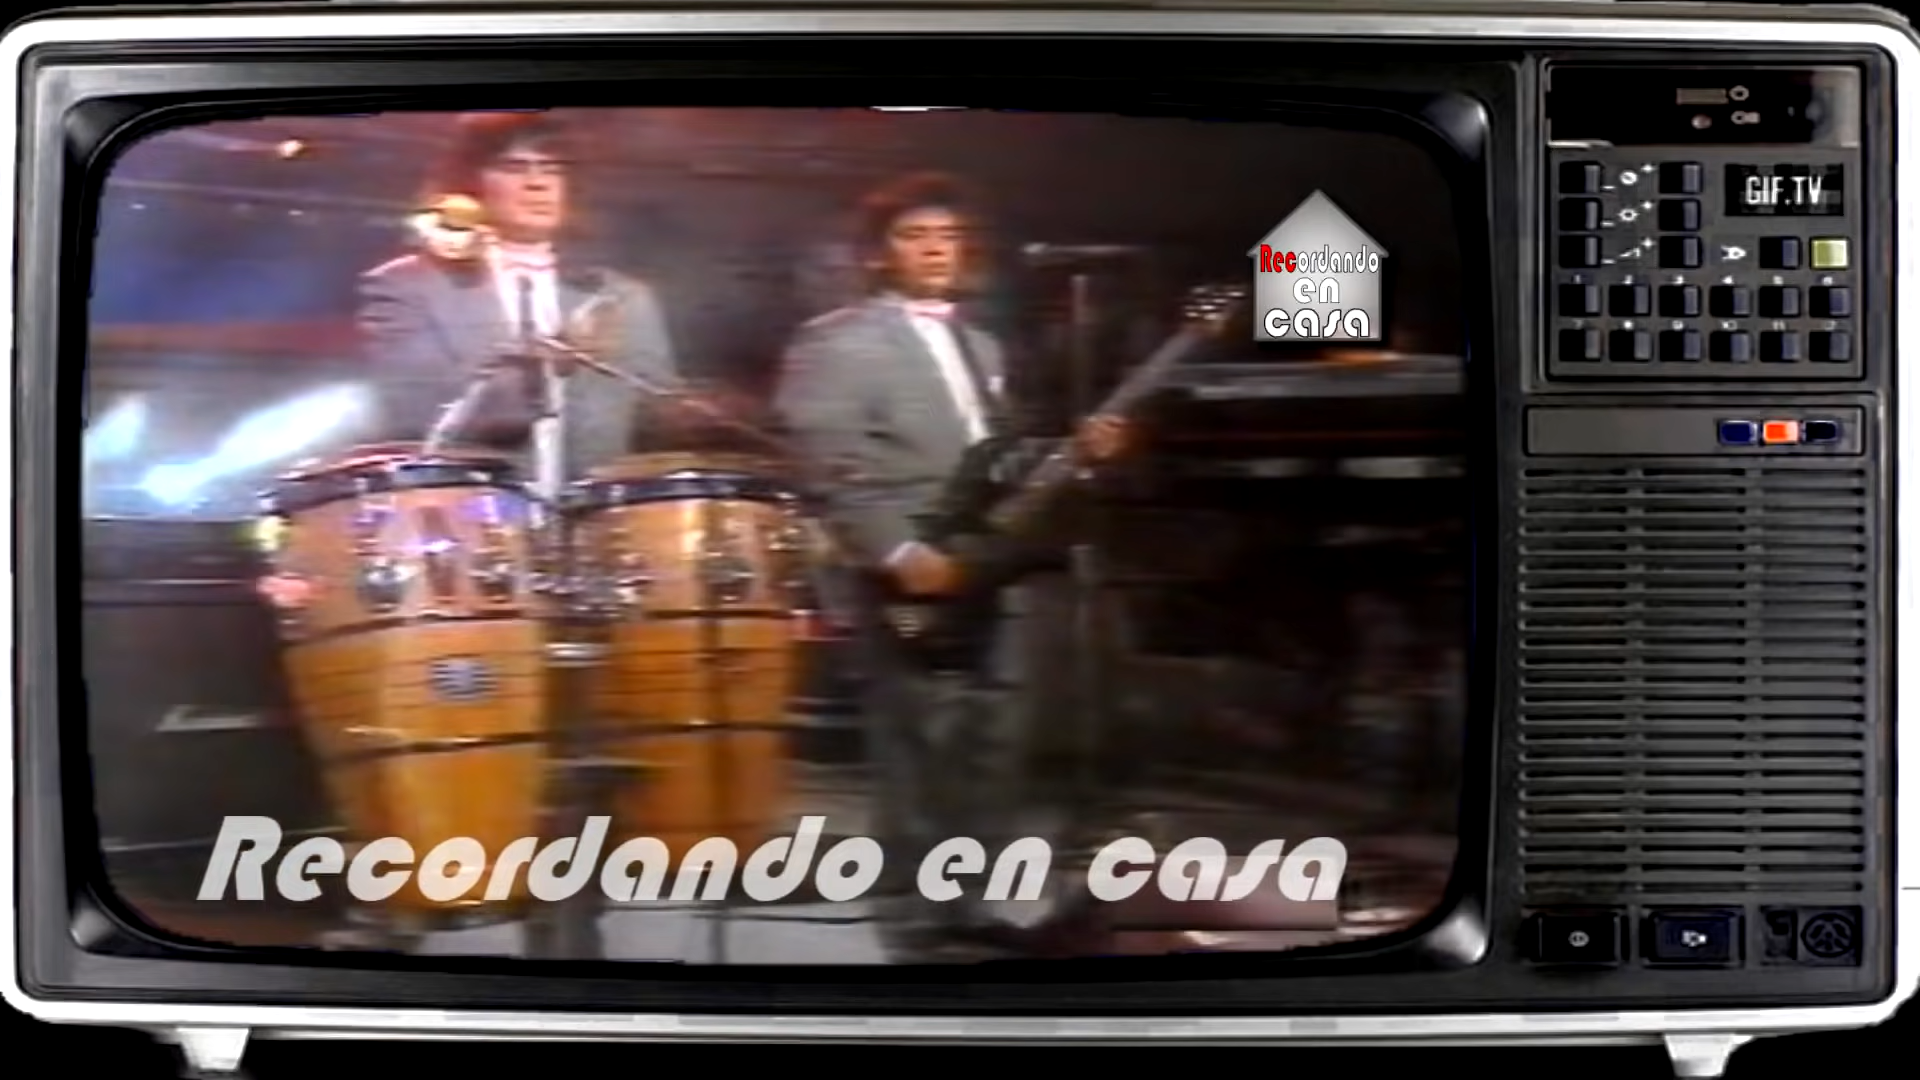 GIF.TV
Recordando
en
casa
Recordando en casa